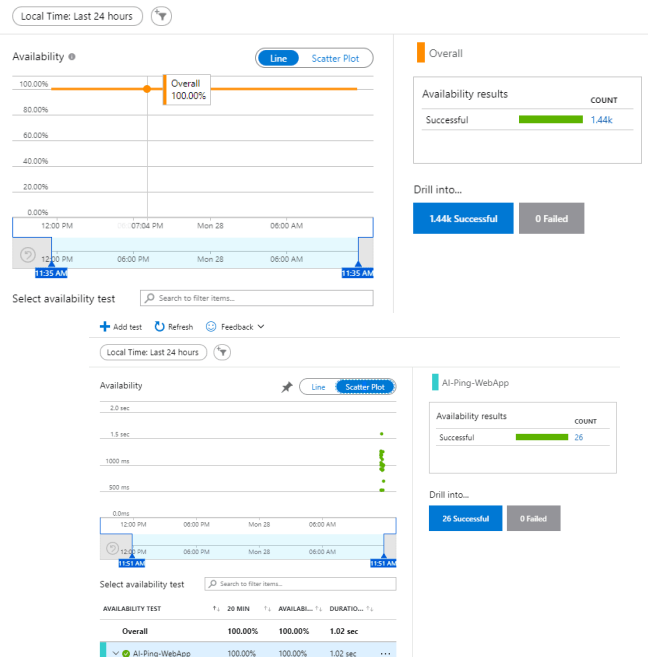 Local Time: Last 24 hours
Availability
Line Scatter Plot
100.00%
Overall
100.00%
80.00%
60.00%
40.00%
20.00%
0.00%
12:00 PM 07:04 PM Mon 28 06:00 AM
12:00 PM 06:00 PM Mon 28 06:00 AM
11:35 AM 11:35 AM
Select availability test Search to filter items...
Overall
Availability results COUNT
Successful 1.44k
Drill into...
1.44k Successful 0 Failed
Add test Refresh Feedback
Local Time: Last 24 hours
Availability
Line Scatter Plot
2.0 sec
1.5 sec
1000 ms
500 ms
0.0ms
12:00 PM 06:00 PM Mon 28 06:00 AM
12:00 PM 06:00 PM Mon 28 06:00 AM
11:51 AM 11:51 AM
Select availability test Search to filter items...
AVAILABILITY TEST 20 MIN AVAILABI... DURATIO...
Overall 100.00% 100.00% 1.02 sec
AI-Ping-WebApp 100.00% 100.00% 1.02 sec ...
AI-Ping-WebApp
Availability results COUNT
Successful 26
Drill into...
26 Successful 0 Failed